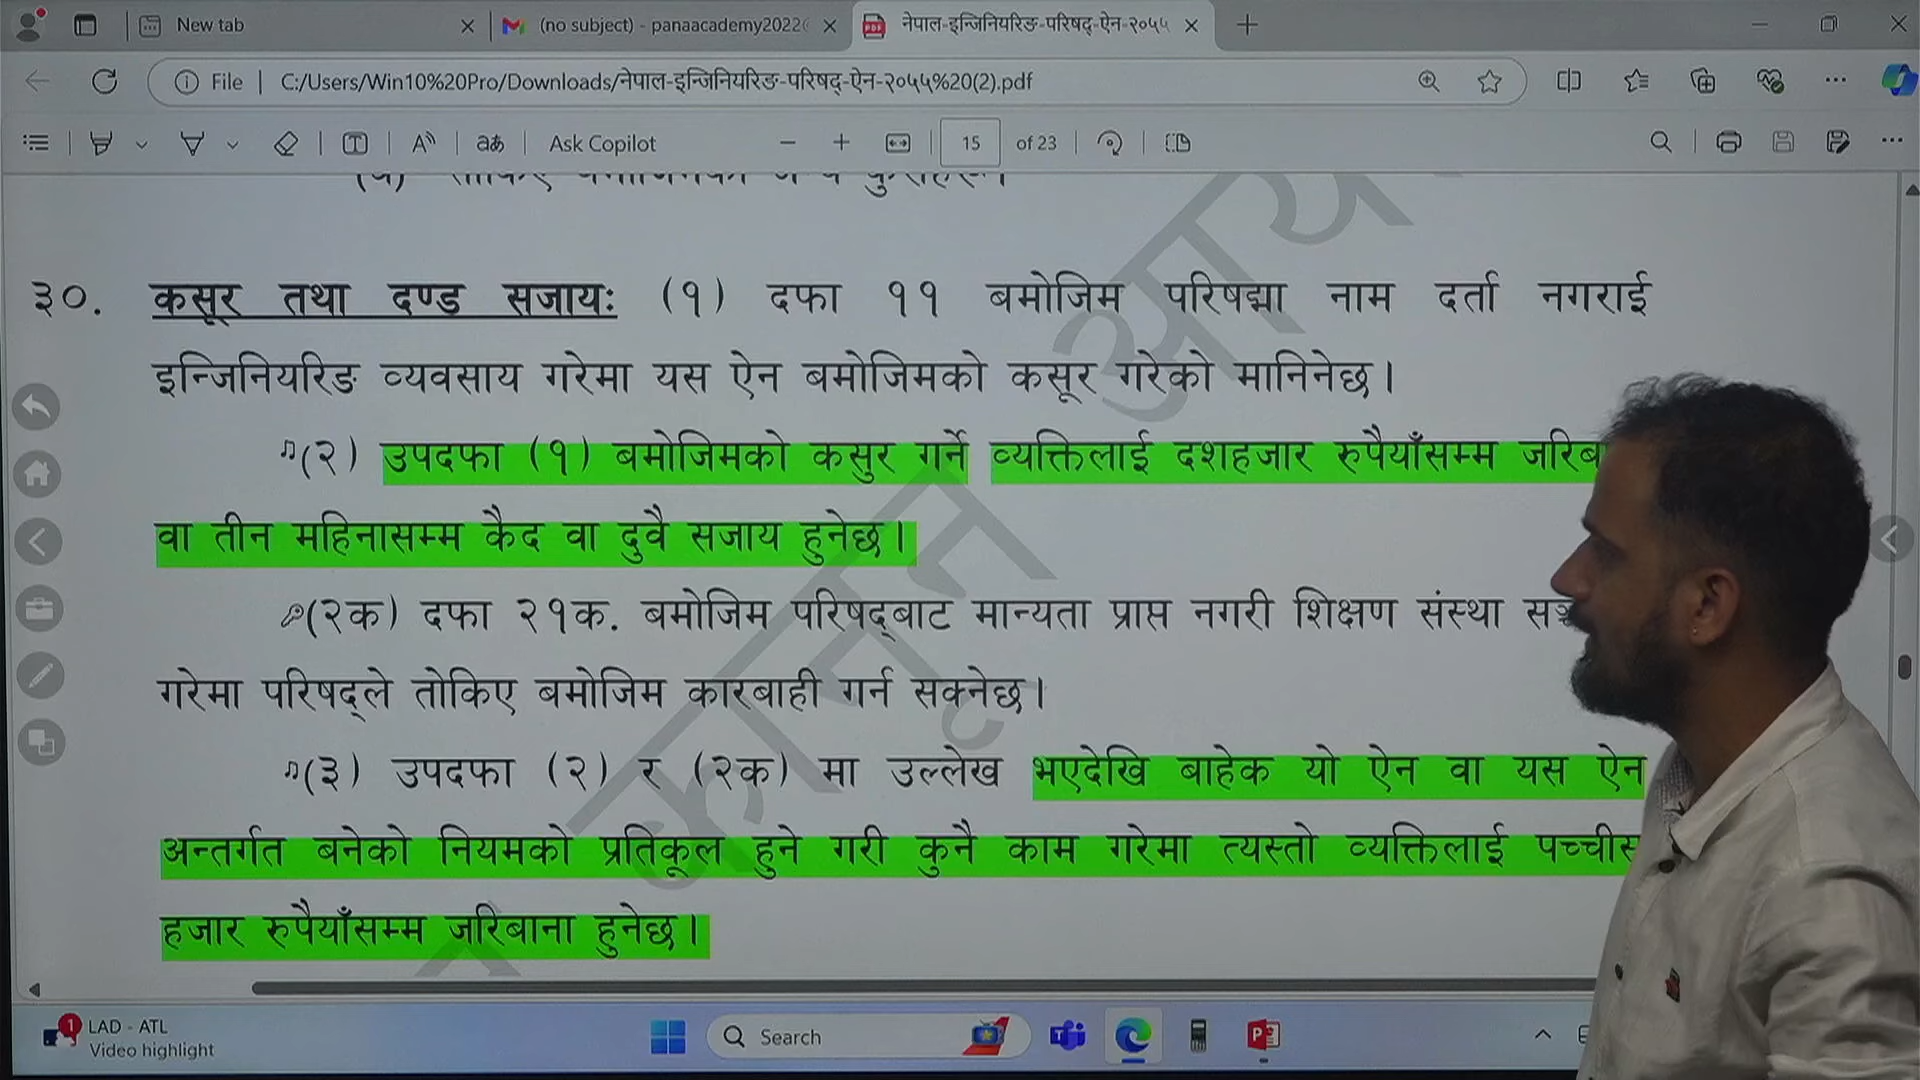 New tab
(no subject) - panaacademy2022
नेपाल-इन्जिनियरिङ-परिषद्-ऐन-२०५५
File
C:/Users/Win10%20Pro/Downloads/नेपाल-इन्जिनियरिङ-परिषद्-ऐन-२०५५%20(2).pdf
Ask Copilot
15 of 23
३०. कसूर तथा दण्ड सजायः (१) दफा ११ बमोजिम परिषद्मा नाम दर्ता नगराई
इन्जिनियरिङ व्यवसाय गरेमा यस ऐन बमोजिमको कसूर गरेको मानिनेछ।
(२) उपदफा (१) बमोजिमको कसुर गर्ने व्यक्तिलाई दशहजार रुपैयाँसम्म
वा तीन महिनासम्म कैद वा दुवै सजाय हुनेछ।
(२क) दफा २१क. बमोजिम परिषद्बाट मान्यता प्राप्त नगरी शिक्षण संस्था
गरेमा परिषद्ले तोकिए बमोजिम कारबाही गर्न सक्नेछ।
(३) उपदफा (२) र (२क) मा उल्लेख भएदेखि बाहेक यो ऐन वा यस ऐन
अन्तर्गत बनेको नियमको प्रतिकूल हुने गरी कुनै काम गरेमा त्यस्तो व्यक्तिलाई पच्चीस
हजार रुपैयाँसम्म जरिबाना हुनेछ।
कानून आयो
1
LAD - ATL
Video highlight
Search